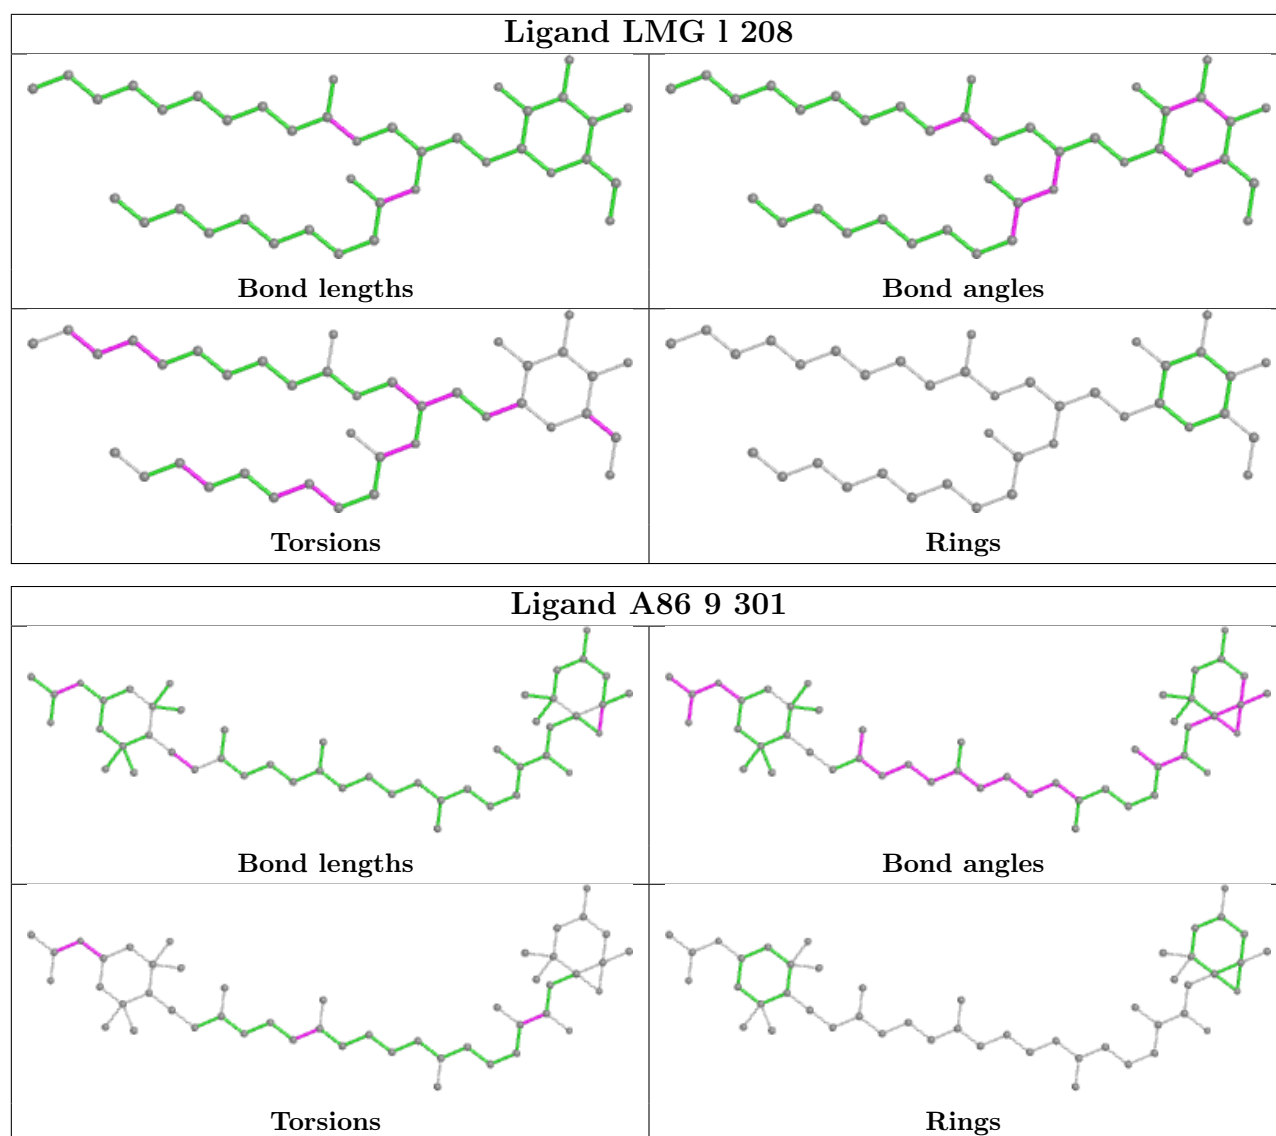 Ligand LMG l 208
Bond lengths
Bond angles
Torsions
Rings
Ligand A86 9 301
Bond lengths
Bond angles
Torsions
Rings